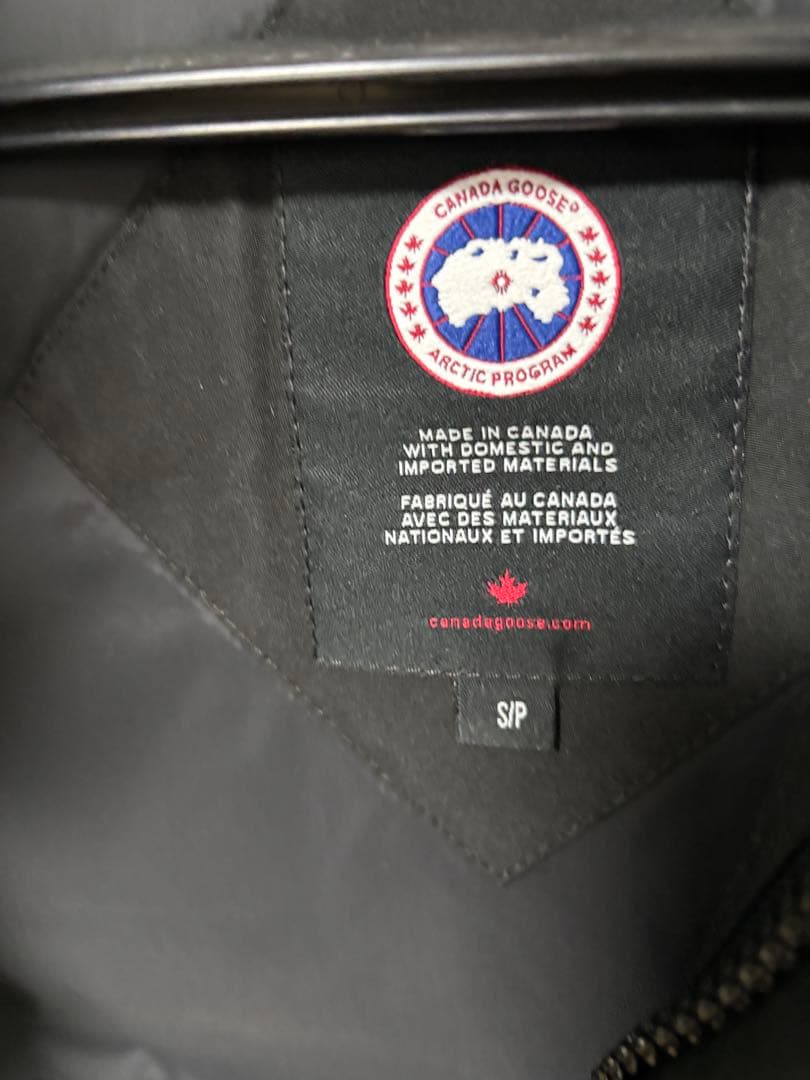 CANADA GOOSE®
ARCTIC PROGRAM
MADE IN CANADA
WITH DOMESTIC AND
IMPORTED MATERIALS
FABRIQUÉ AU CANADA
AVEC DES MATERIAUX
NATIONAUX ET IMPORTÉS
canadagoose.com
S/P